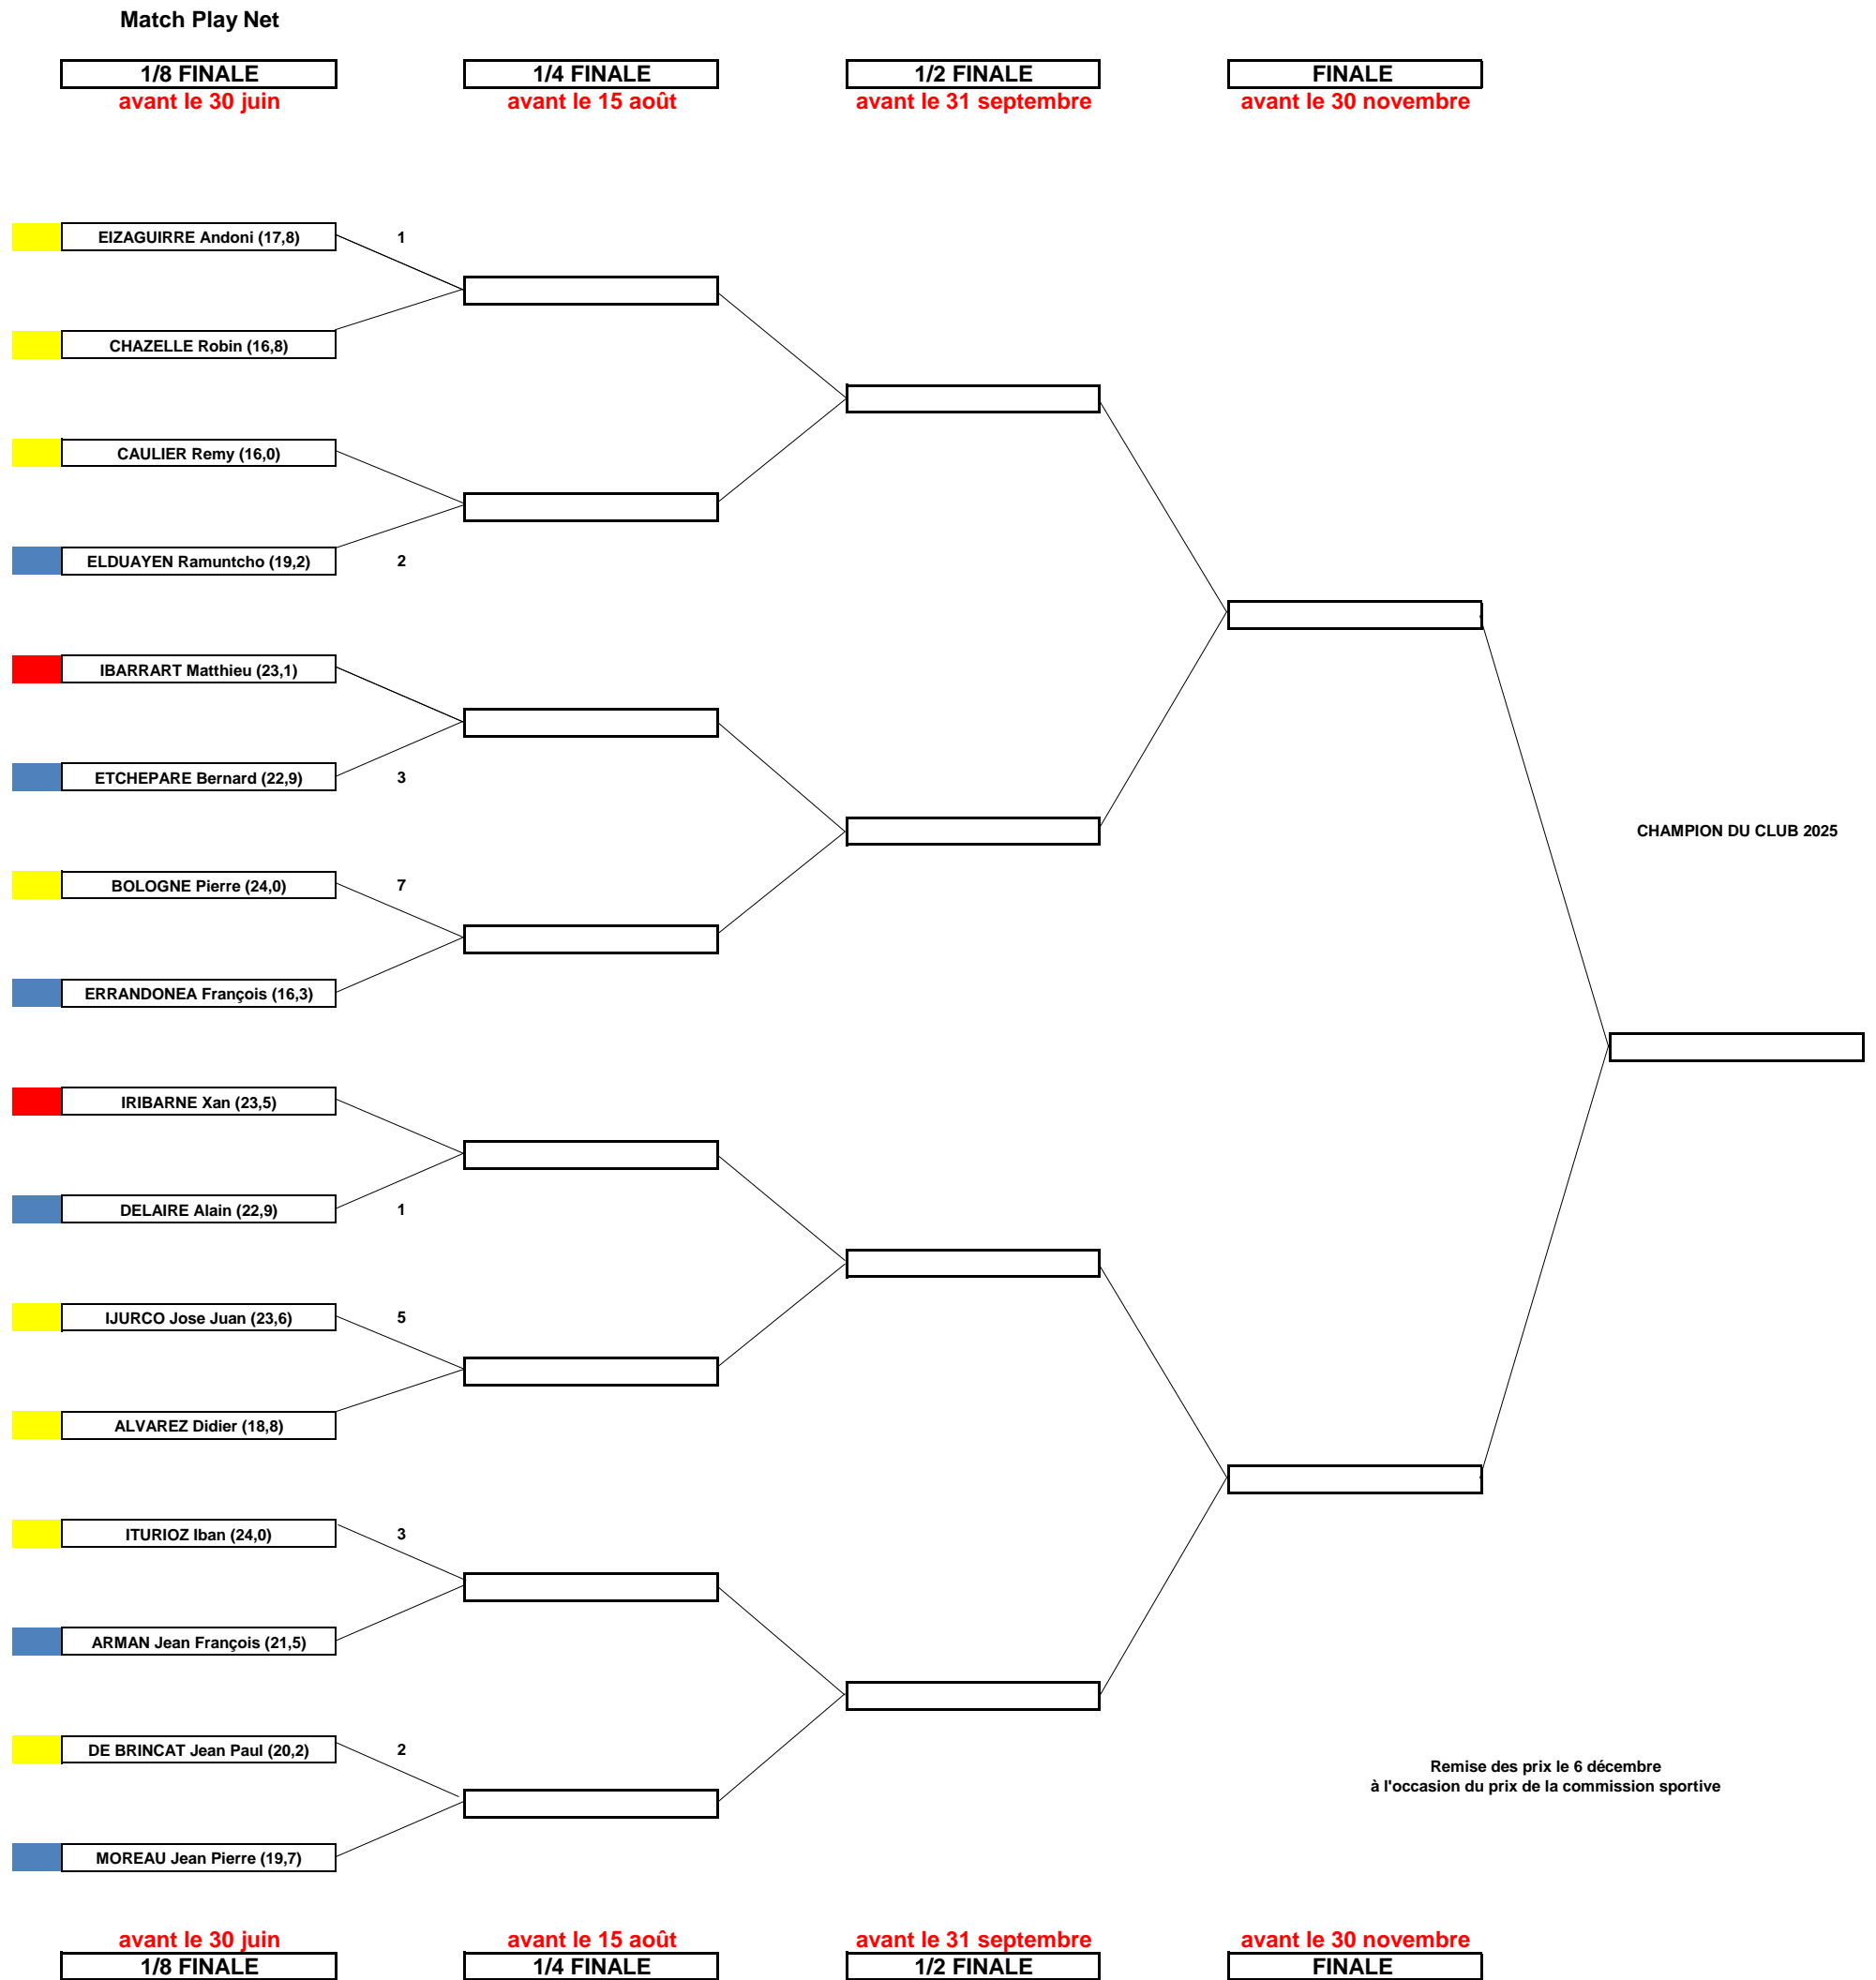 Match Play Net
1/8 FINALE
1/4 FINALE
1/2 FINALE
FINALE
avant le 30 juin
avant le 15 août
avant le 31 septembre
avant le 30 novembre
EIZAGUIRRE Andoni (17,8)
1
CHAZELLE Robin (16,8)
CAULIER Remy (16,0)
ELDUAYEN Ramuntcho (19,2)
2
IBARRART Matthieu (23,1)
ETCHEPARE Bernard (22,9)
3
CHAMPION DU CLUB 2025
BOLOGNE Pierre (24,0)
7
ERRANDONEA François (16,3)
IRIBARNE Xan (23,5)
DELAIRE Alain (22,9)
1
IJURCO Jose Juan (23,6)
5
ALVAREZ Didier (18,8)
ITURIOZ Iban (24,0)
3
ARMAN Jean François (21,5)
DE BRINCAT Jean Paul (20,2)
2
Remise des prix le 6 décembre
à l'occasion du prix de la commission sportive
MOREAU Jean Pierre (19,7)
avant le 30 juin
avant le 15 août
avant le 31 septembre
avant le 30 novembre
1/8 FINALE
1/4 FINALE
1/2 FINALE
FINALE